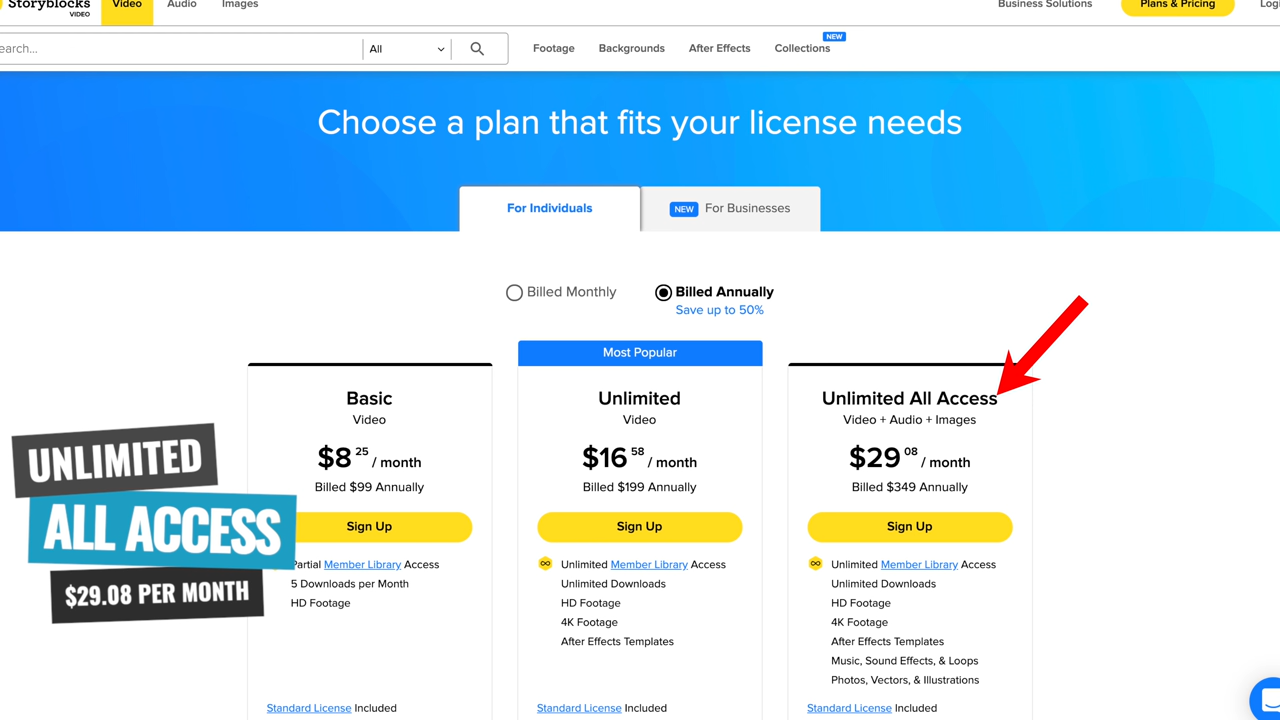 Storyblocks
VIDEO
Video
Audio
Images
Business Solutions
Plans & Pricing
All
Footage
Backgrounds
After Effects
Collections
NEW
Choose a plan that fits your license needs
For Individuals
NEW For Businesses
Billed Monthly
Billed Annually
Save up to 50%
Most Popular
Basic
Video
$8 25 / month
Billed $99 Annually
Sign Up
Partial Member Library Access
5 Downloads per Month
HD Footage
Standard License Included
Unlimited
Video
$16 58 / month
Billed $199 Annually
Sign Up
Unlimited Member Library Access
Unlimited Downloads
HD Footage
4K Footage
After Effects Templates
Standard License Included
Unlimited All Access
Video + Audio + Images
$29 08 / month
Billed $349 Annually
Sign Up
Unlimited Member Library Access
Unlimited Downloads
HD Footage
4K Footage
After Effects Templates
Music, Sound Effects, & Loops
Photos, Vectors, & Illustrations
Standard License Included
UNLIMITED
ALL ACCESS
$29.08 PER MONTH